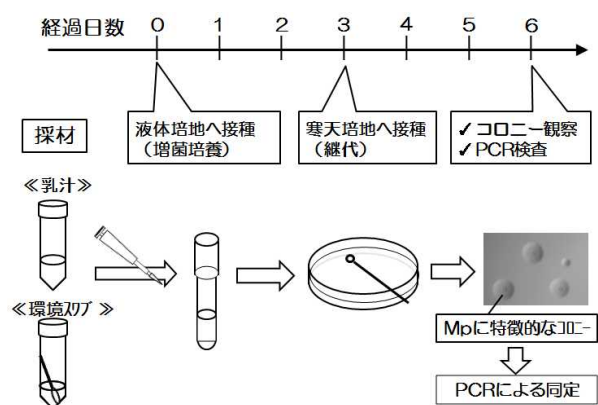 経過日数 0 1 2 3 4 5 6
採材
液体培地へ接種
(増菌培養)
寒天培地へ接種
(継代)
✓コロニー観察
✓PCR検査
≪乳汁≫
≪環境スワブ≫
Mpに特徴的なコロニー
PCRによる同定